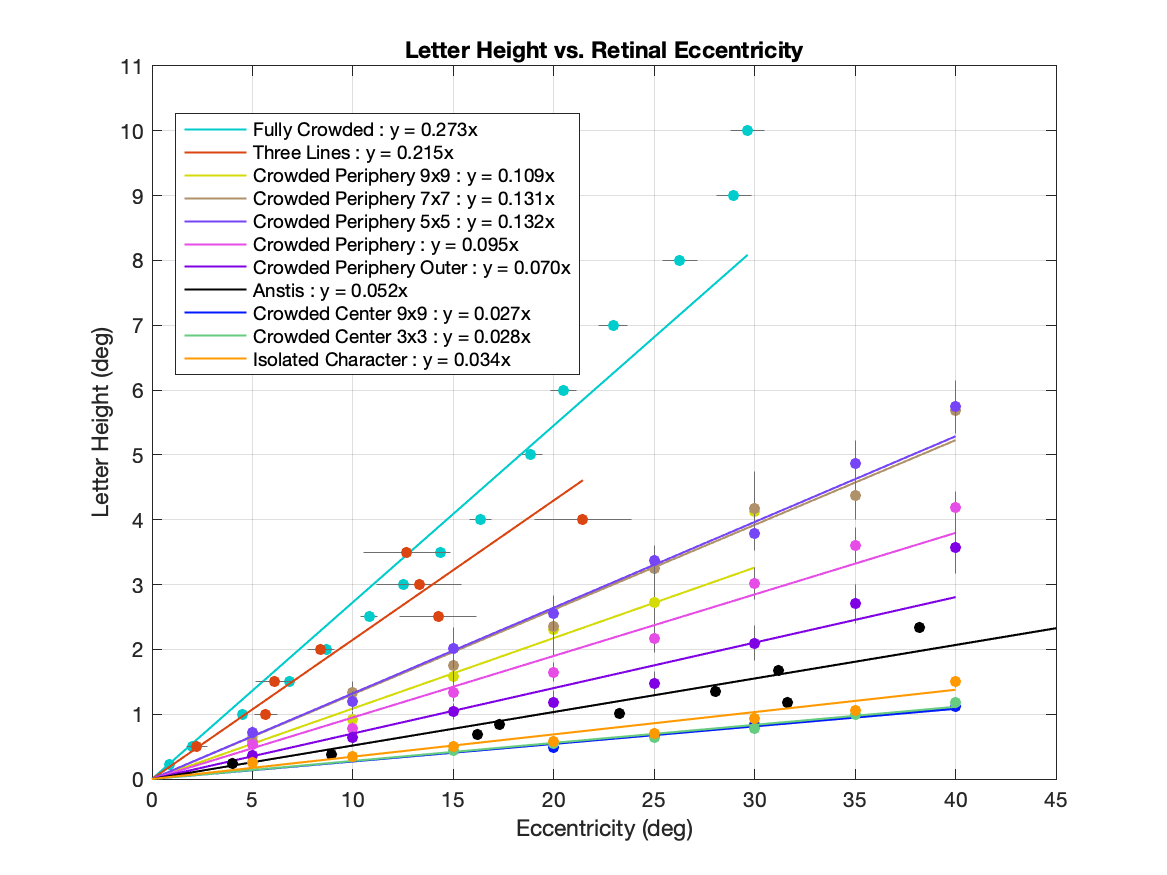 Letter Height vs. Retinal Eccentricity
11
10
9
8
7
6
5
4
3
2
1
0
Letter Height (deg)
Fully Crowded : y = 0.273x
Three Lines : y = 0.215x
Crowded Periphery 9x9 : y = 0.109x
Crowded Periphery 7x7 : y = 0.131x
Crowded Periphery 5x5 : y = 0.132x
Crowded Periphery : y = 0.095x
Crowded Periphery Outer : y = 0.070x
Anstis : y = 0.052x
Crowded Center 9x9 : y = 0.027x
Crowded Center 3x3 : y = 0.028x
Isolated Character : y = 0.034x
0 5 10 15 20 25 30 35 40 45
Eccentricity (deg)